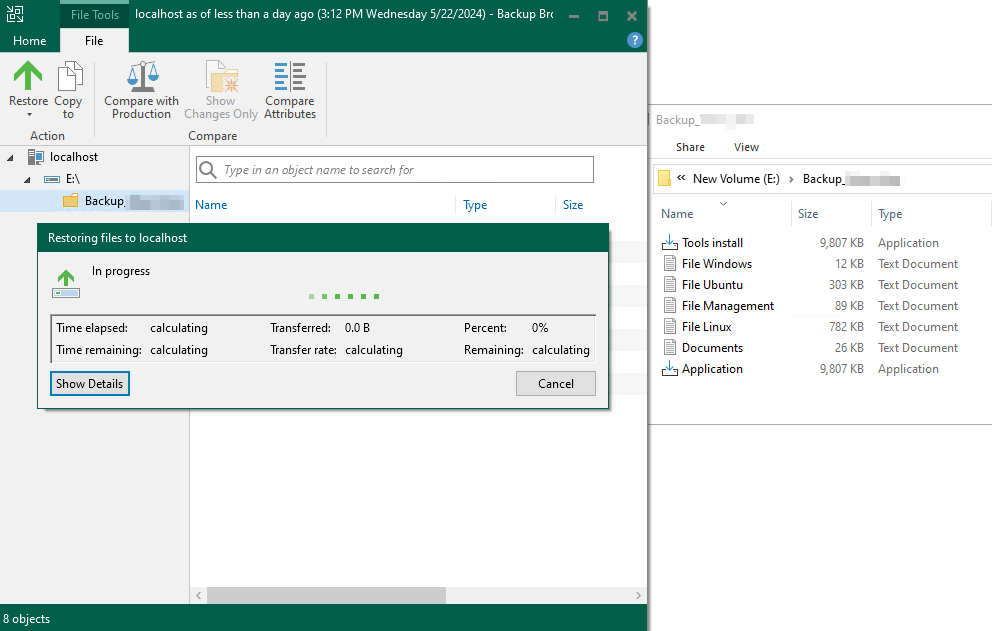 File Tools
localhost as of less than a day ago (3:12 PM Wednesday 5/22/2024) - Backup Bro
Home
File
?
Restore
Copy to
Compare with Production
Show Changes Only
Compare Attributes
Action
Compare
localhost
E:\
Backup_
Type in an object name to search for
Name Type Size
Restoring files to localhost
In progress
Time elapsed: calculating Transferred: 0.0 B Percent: 0%
Time remaining: calculating Transfer rate: calculating Remaining: calculating
Show Details
Cancel
8 objects
Backup_
Share View
« New Volume (E:) › Backup_
Name Size Type
Tools install 9,807 KB Application
File Windows 12 KB Text Document
File Ubuntu 303 KB Text Document
File Management 89 KB Text Document
File Linux 782 KB Text Document
Documents 26 KB Text Document
Application 9,807 KB Application